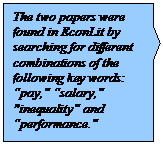 The two papers were
found in EconLit by
searching for different
combinations of the
following key words:
"pay," "salary,"
"inequality" and
"performance."